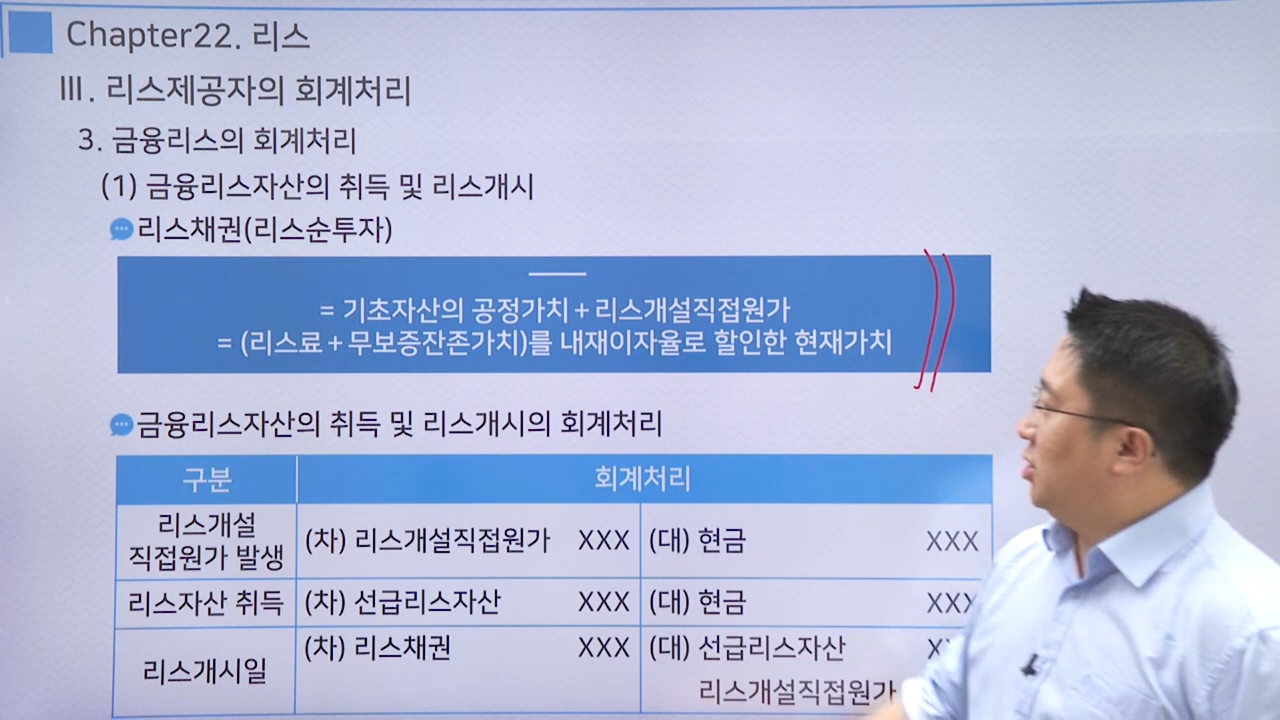 Chapter22. 리스
III. 리스제공자의 회계처리
3. 금융리스의 회계처리
(1) 금융리스자산의 취득 및 리스개시
리스채권(리스순투자)
= 기초자산의 공정가치 + 리스개설직접원가
= (리스료 + 무보증잔존가치)를 내재이자율로 할인한 현재가치
금융리스자산의 취득 및 리스개시의 회계처리
구분 회계처리
리스개설
직접원가 발생 (차) 리스개설직접원가 XXX (대) 현금 XXX
리스자산 취득 (차) 선급리스자산 XXX (대) 현금 XXX
리스개시일 (차) 리스채권 XXX (대) 선급리스자산
리스개설직접원가